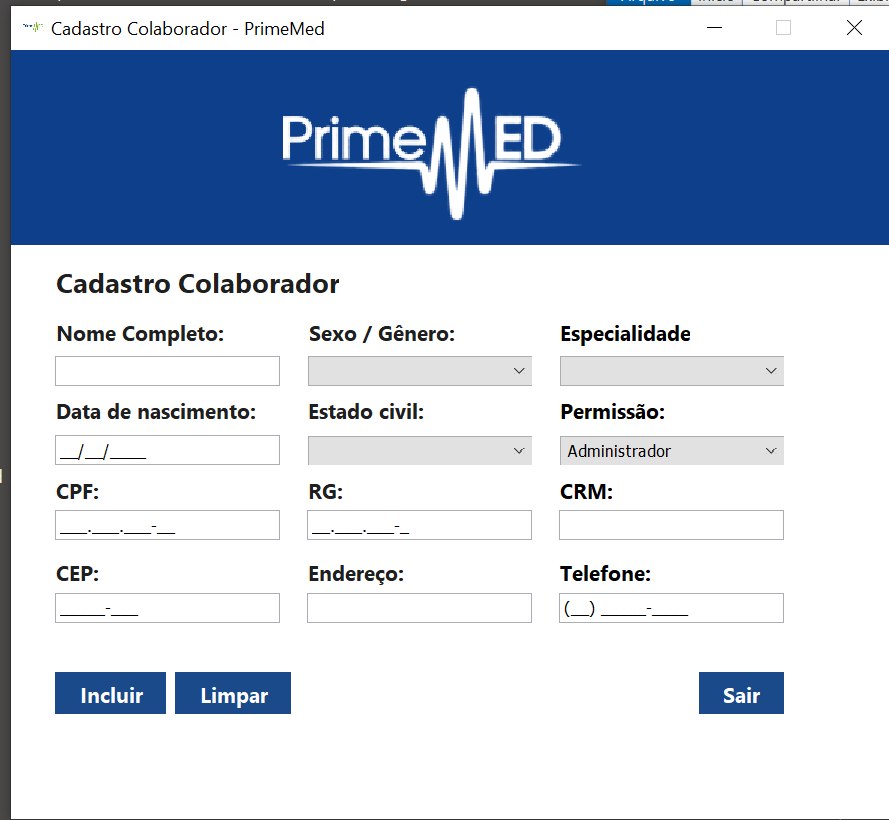 Cadastro Colaborador - PrimeMed
PrimeMED
Cadastro Colaborador
Nome Completo: Sexo / Gênero: Especialidade
Data de nascimento: Estado civil: Permissão:
__/__/____ Administrador
CPF: RG: CRM:
___.___.___-__ __.___.___-_
CEP: Endereço: Telefone:
_____-___ (__) _____-____
Incluir Limpar Sair